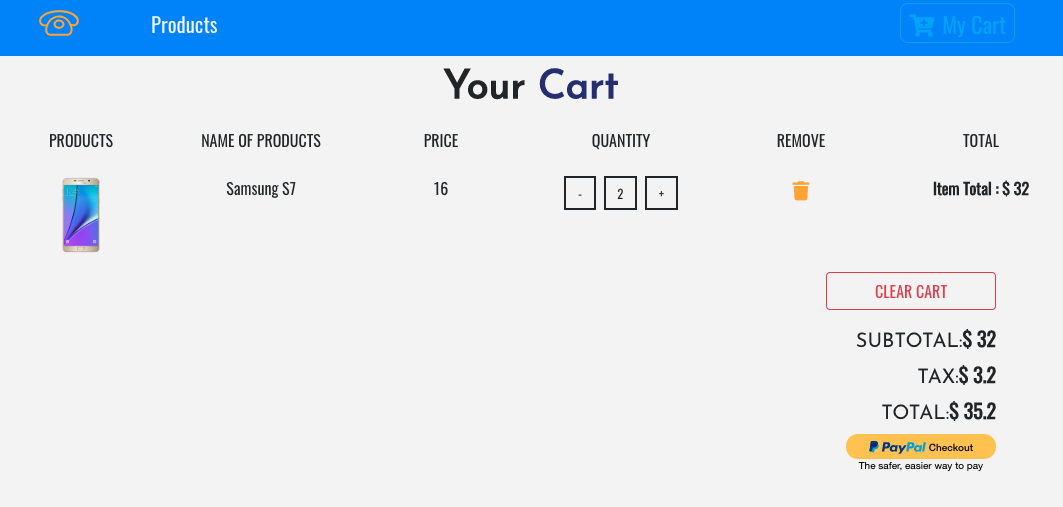 Products
My Cart
Your Cart
PRODUCTS NAME OF PRODUCTS PRICE QUANTITY REMOVE TOTAL
Samsung S7 16 - 2 + Item Total : $ 32
CLEAR CART
SUBTOTAL:$ 32
TAX:$ 3.2
TOTAL:$ 35.2
PayPal Checkout
The safer, easier way to pay